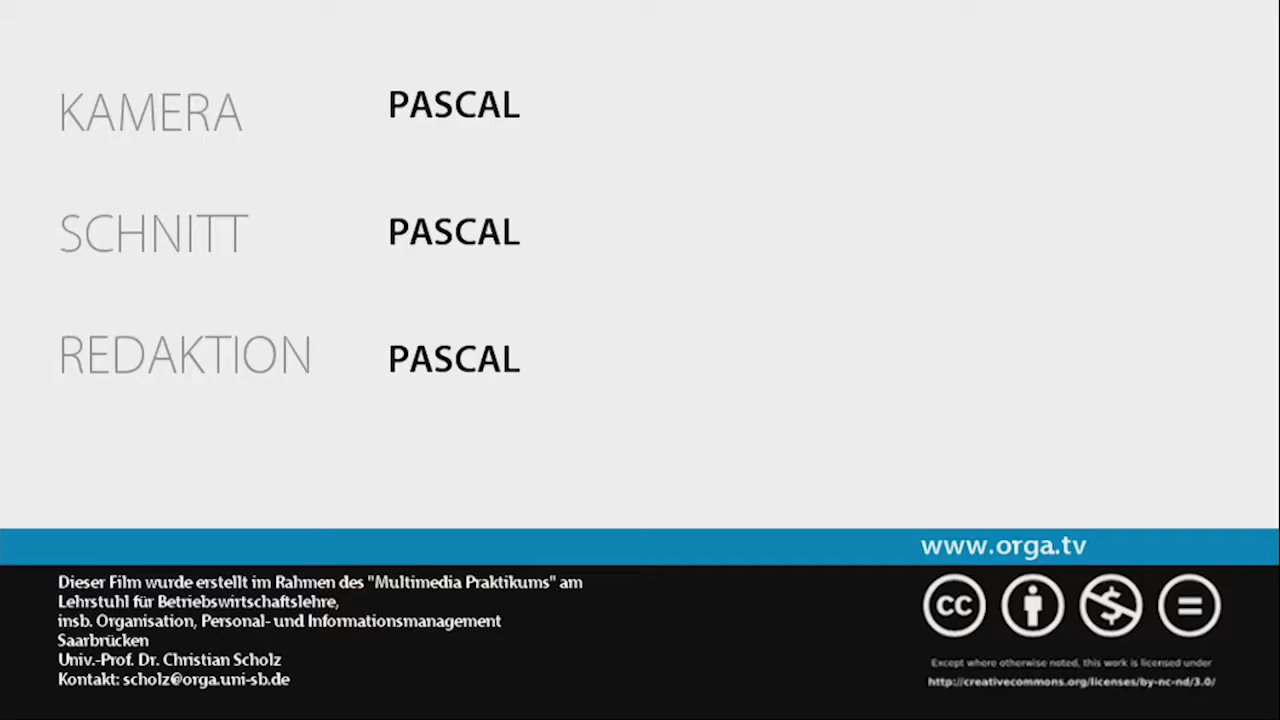 KAMERA PASCAL
SCHNITT PASCAL
REDAKTION PASCAL
www.orga.tv
Dieser Film wurde erstellt im Rahmen des "Multimedia Praktikums" am
Lehrstuhl für Betriebswirtschaftslehre,
insb. Organisation, Personal- und Informationsmanagement
Saarbrücken
Univ.-Prof. Dr. Christian Scholz
Kontakt: scholz@orga.uni-sb.de
cc $ =
Except where otherwise noted, this work is licensed under
http://creativecommons.org/licenses/by-nc-nd/3.0/